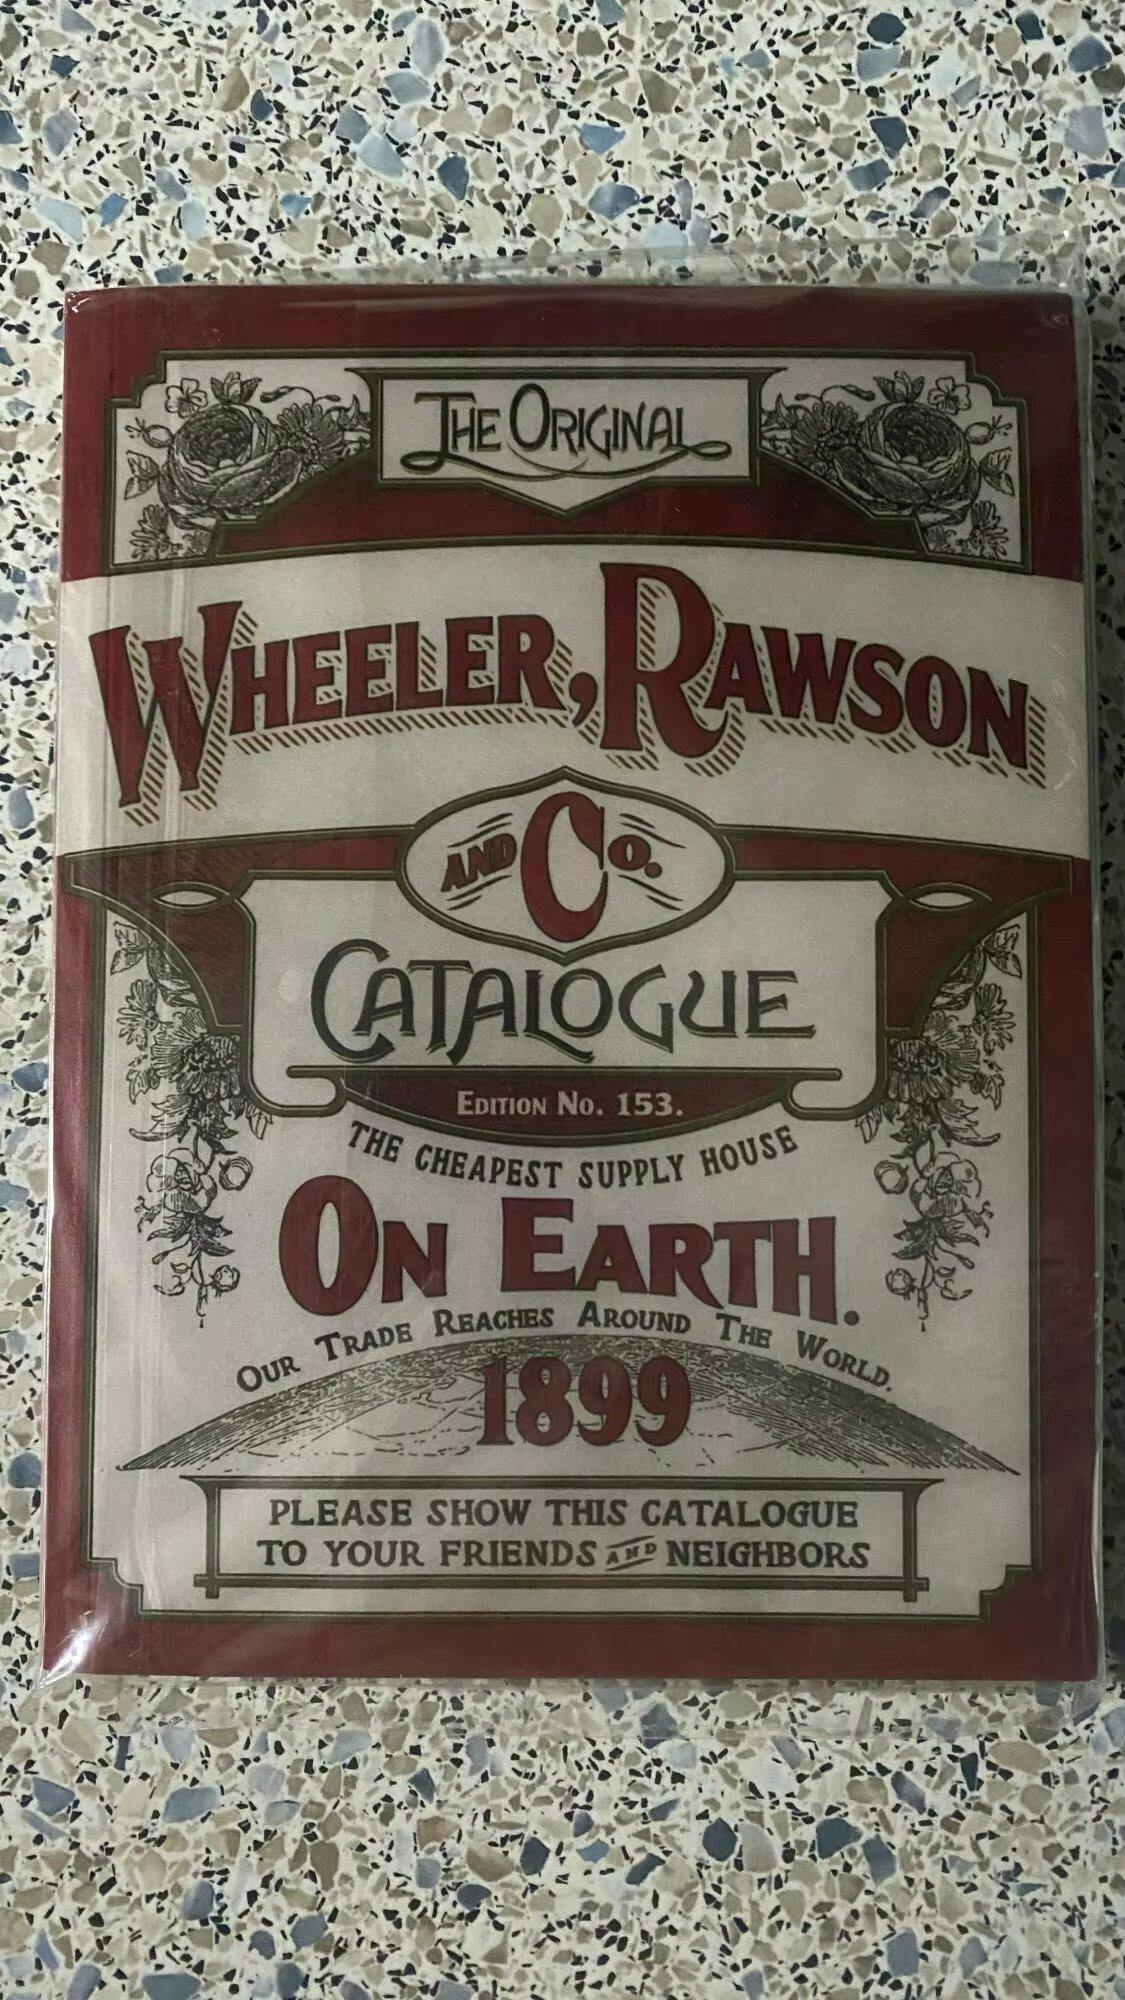 THE ORIGINAL
WHEELER, RAWSON
AND CO.
CATALOGUE
EDITION NO. 153.
THE CHEAPEST SUPPLY HOUSE
ON EARTH.
OUR TRADE REACHES AROUND THE WORLD.
1899
PLEASE SHOW THIS CATALOGUE
TO YOUR FRIENDS AND NEIGHBORS